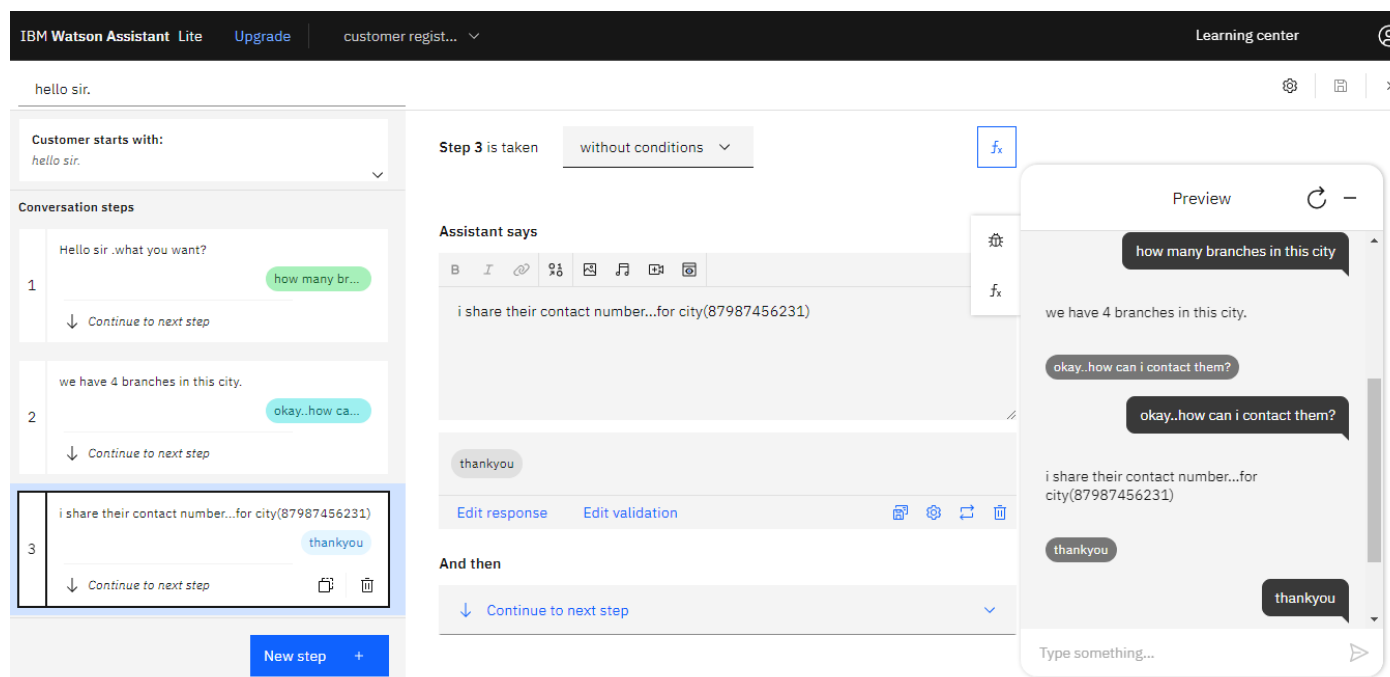 IBM Watson Assistant Lite Upgrade customer regist... Learning center
hello sir.
Customer starts with:
hello sir.
Conversation steps
1
Hello sir .what you want?
how many br...
Continue to next step
2
we have 4 branches in this city.
okay..how ca...
Continue to next step
3
i share their contact number...for city(87987456231)
thankyou
Continue to next step
New step +
Step 3 is taken without conditions
fx
Assistant says
B I
fx
i share their contact number...for city(87987456231)
thankyou
Edit response Edit validation
And then
Continue to next step
Preview
how many branches in this city
we have 4 branches in this city.
okay..how can i contact them?
okay..how can i contact them?
i share their contact number...for
city(87987456231)
thankyou
thankyou
Type something...